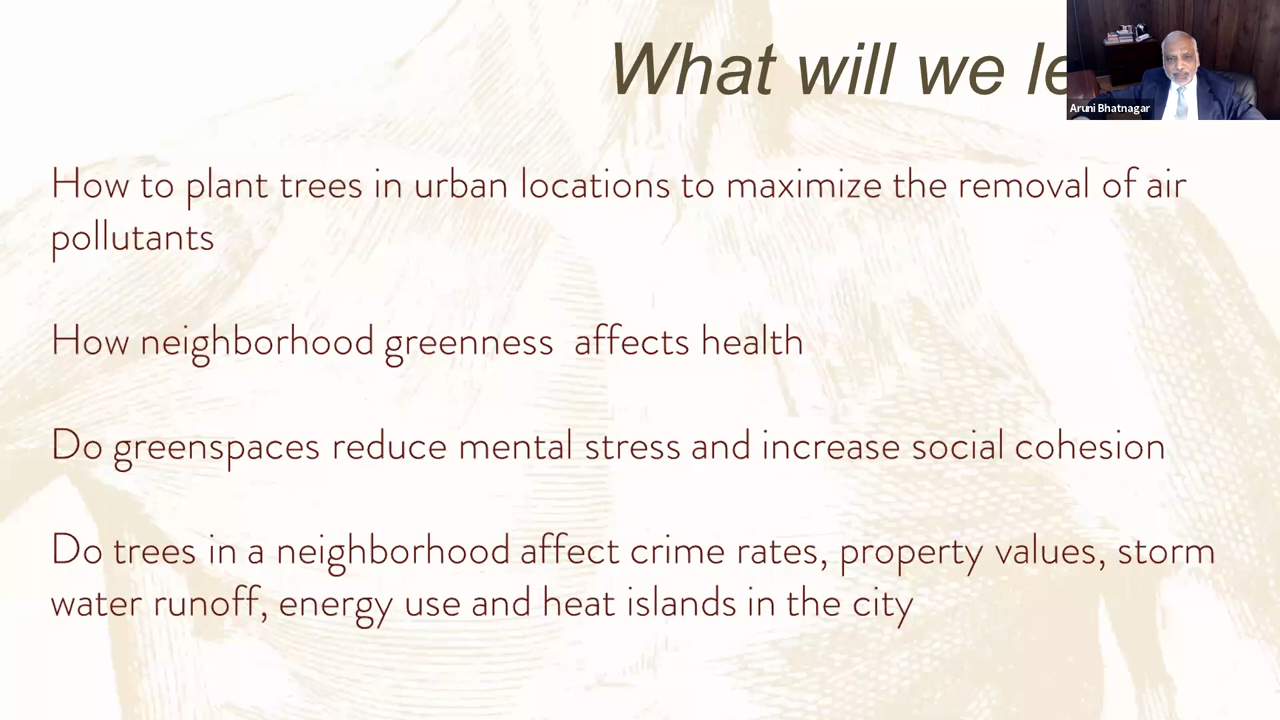 What will we le
Aruni Bhatnagar
How to plant trees in urban locations to maximize the removal of air
pollutants
How neighborhood greenness affects health
Do greenspaces reduce mental stress and increase social cohesion
Do trees in a neighborhood affect crime rates, property values, storm
water runoff, energy use and heat islands in the city